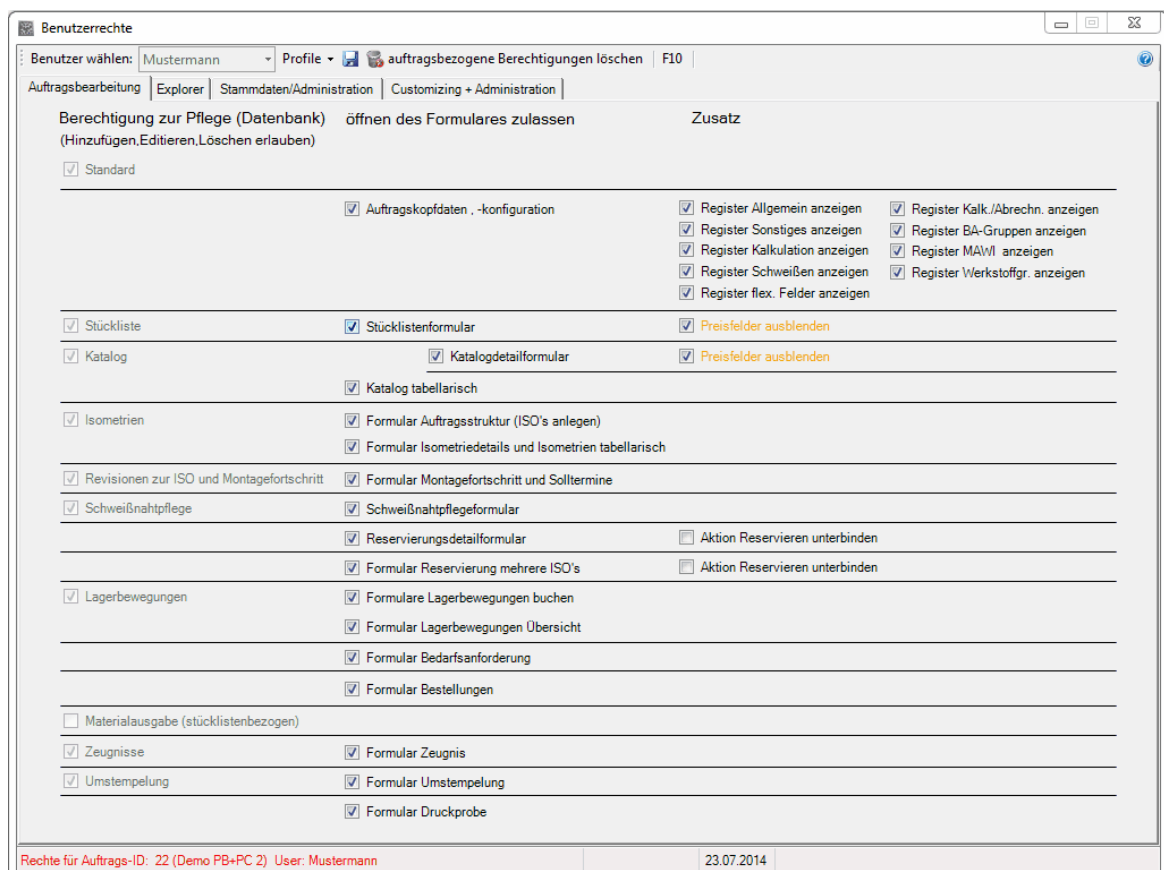 Benutzerrechte
Benutzer wählen: Mustermann Profile auftragsbezogene Berechtigungen löschen F10
Auftragsbearbeitung Explorer Stammdaten/Administration Customizing + Administration
Berechtigung zur Pflege (Datenbank) öffnen des Formulares zulassen Zusatz
(Hinzufügen,Editieren,Löschen erlauben)
Standard
Auftragskopfdaten , -konfiguration Register Allgemein anzeigen Register Kalk./Abrechn. anzeigen
Register Sonstiges anzeigen Register BA-Gruppen anzeigen
Register Kalkulation anzeigen Register MAWI anzeigen
Register Schweißen anzeigen Register Werkstoffgr. anzeigen
Register flex. Felder anzeigen
Stückliste Stücklistenformular Preisfelder ausblenden
Katalog Katalogdetailformular Preisfelder ausblenden
Katalog tabellarisch
Isometrien Formular Auftragsstruktur (ISO's anlegen)
Formular Isometriedetails und Isometrien tabellarisch
Revisionen zur ISO und Montagefortschritt Formular Montagefortschritt und Solltermine
Schweißnahtpflege Schweißnahtpflegeformular
Reservierungsdetailformular Aktion Reservieren unterbinden
Formular Reservierung mehrere ISO's Aktion Reservieren unterbinden
Lagerbewegungen Formulare Lagerbewegungen buchen
Formular Lagerbewegungen Übersicht
Formular Bedarfsanforderung
Formular Bestellungen
Materialausgabe (stücklistenbezogen)
Zeugnisse Formular Zeugnis
Umstempelung Formular Umstempelung
Formular Druckprobe
Rechte für Auftrags-ID: 22 (Demo PB+PC 2) User: Mustermann 23.07.2014